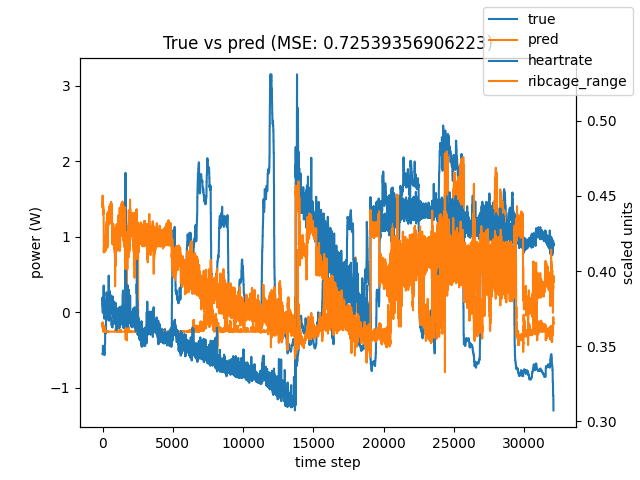 True vs pred (MSE: 0.72539356906223)
true
pred
heartrate
ribcage_range
3
2
1
0
−1
power (W)
0.50
0.45
0.40
0.35
0.30
scaled units
0
5000
10000
15000
20000
25000
30000
time step